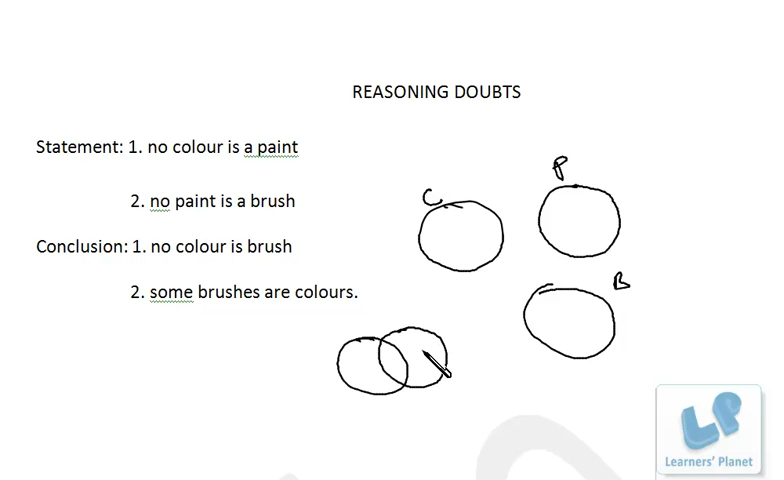 REASONING DOUBTS
Statement: 1. no colour is a paint
P
2. no paint is a brush
C
Conclusion: 1. no colour is brush
B
2. some brushes are colours.
LP
Learners' Planet